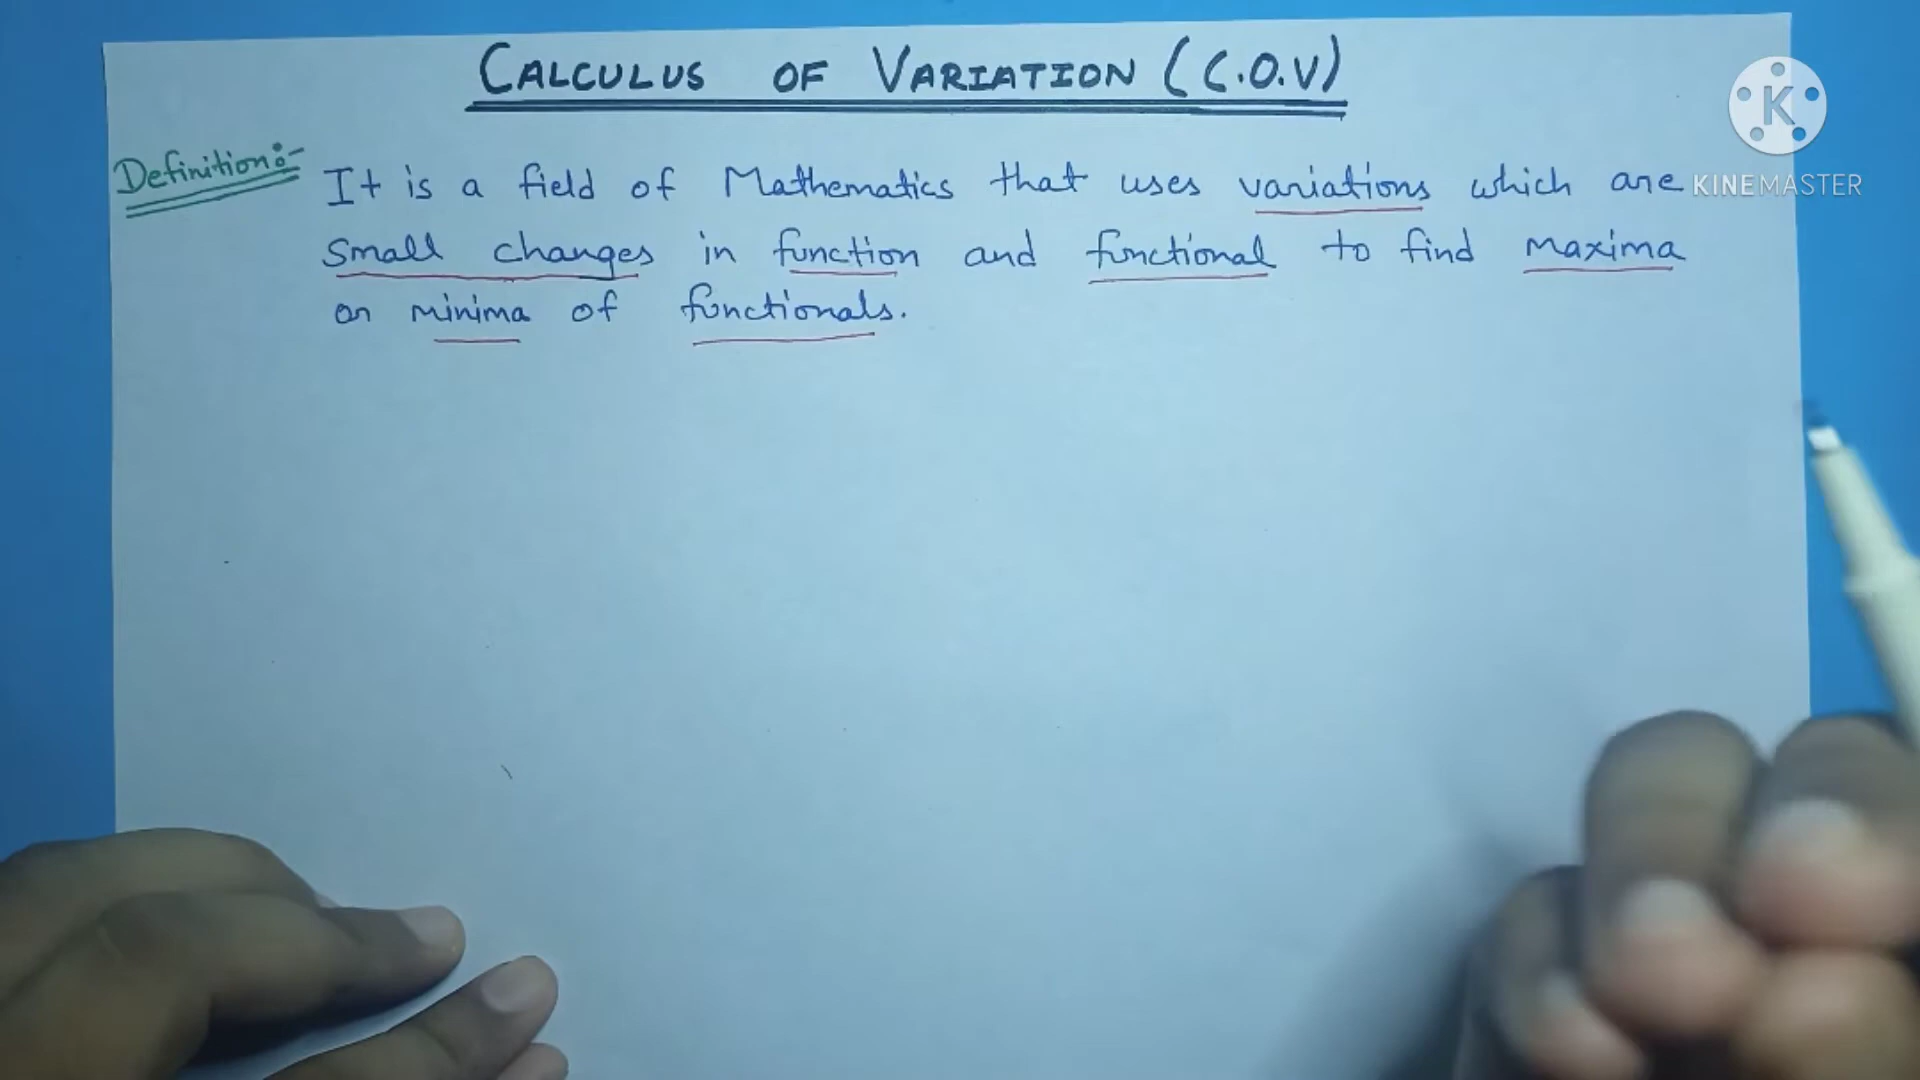 CALCULUS OF VARIATION (C.O.V)
Definition:- It is a field of Mathematics that uses variations which are
small changes in function and functional to find maxima
or minima of functionals.
K
KINEMASTER